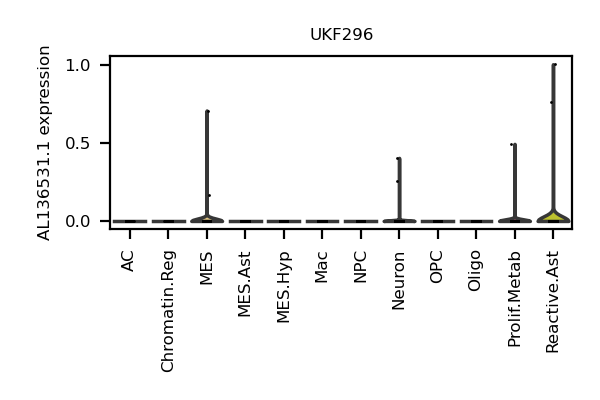 UKF296
AL136531.1 expression
1.0
0.5
0.0
AC
Chromatin.Reg
MES
MES.Ast
MES.Hyp
Mac
NPC
Neuron
OPC
Oligo
Prolif.Metab
Reactive.Ast